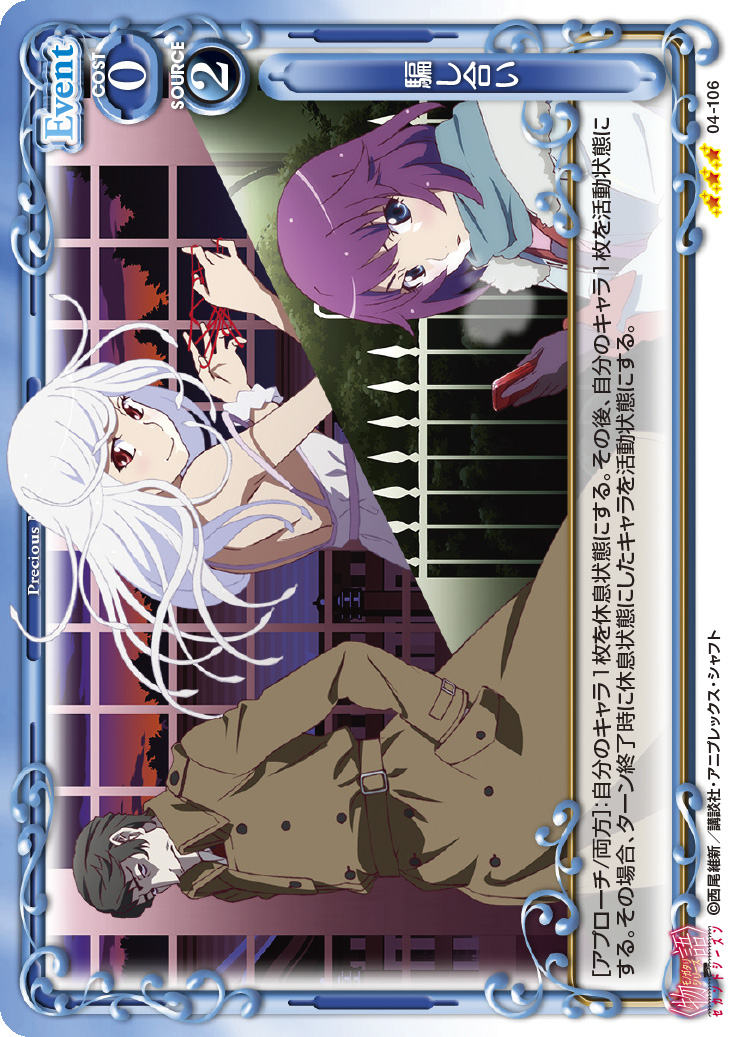 Event
COST
0
SOURCE
2
騙し合い
Precious
[アプローチ/両方]:自分のキャラ1枚を休息状態にする。その後、自分のキャラ1枚を活動状態に
する。その場合、ターン終了時に休息状態にしたキャラを活動状態にする。
物語
セカンドシーズン
©西尾維新/講談社・アニプレックス・シャフト
04-106